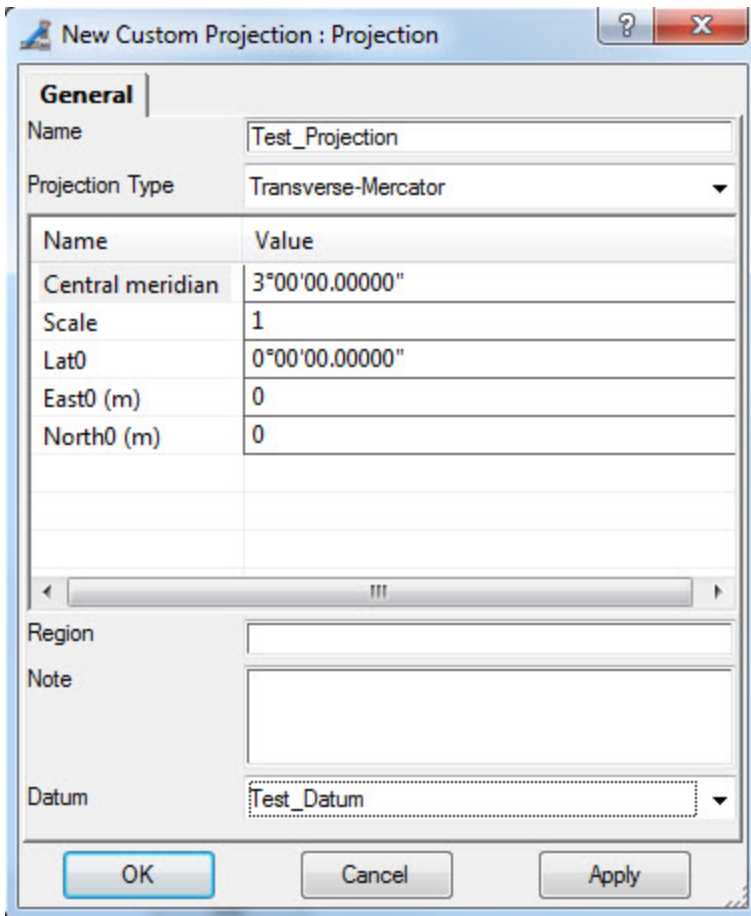 New Custom Projection : Projection
?
X
General
Name Test_Projection
Projection Type Transverse-Mercator
Name Value
Central meridian 3°00'00.00000"
Scale 1
Lat0 0°00'00.00000"
East0 (m) 0
North0 (m) 0
Region
Note
Datum Test_Datum
OK Cancel Apply